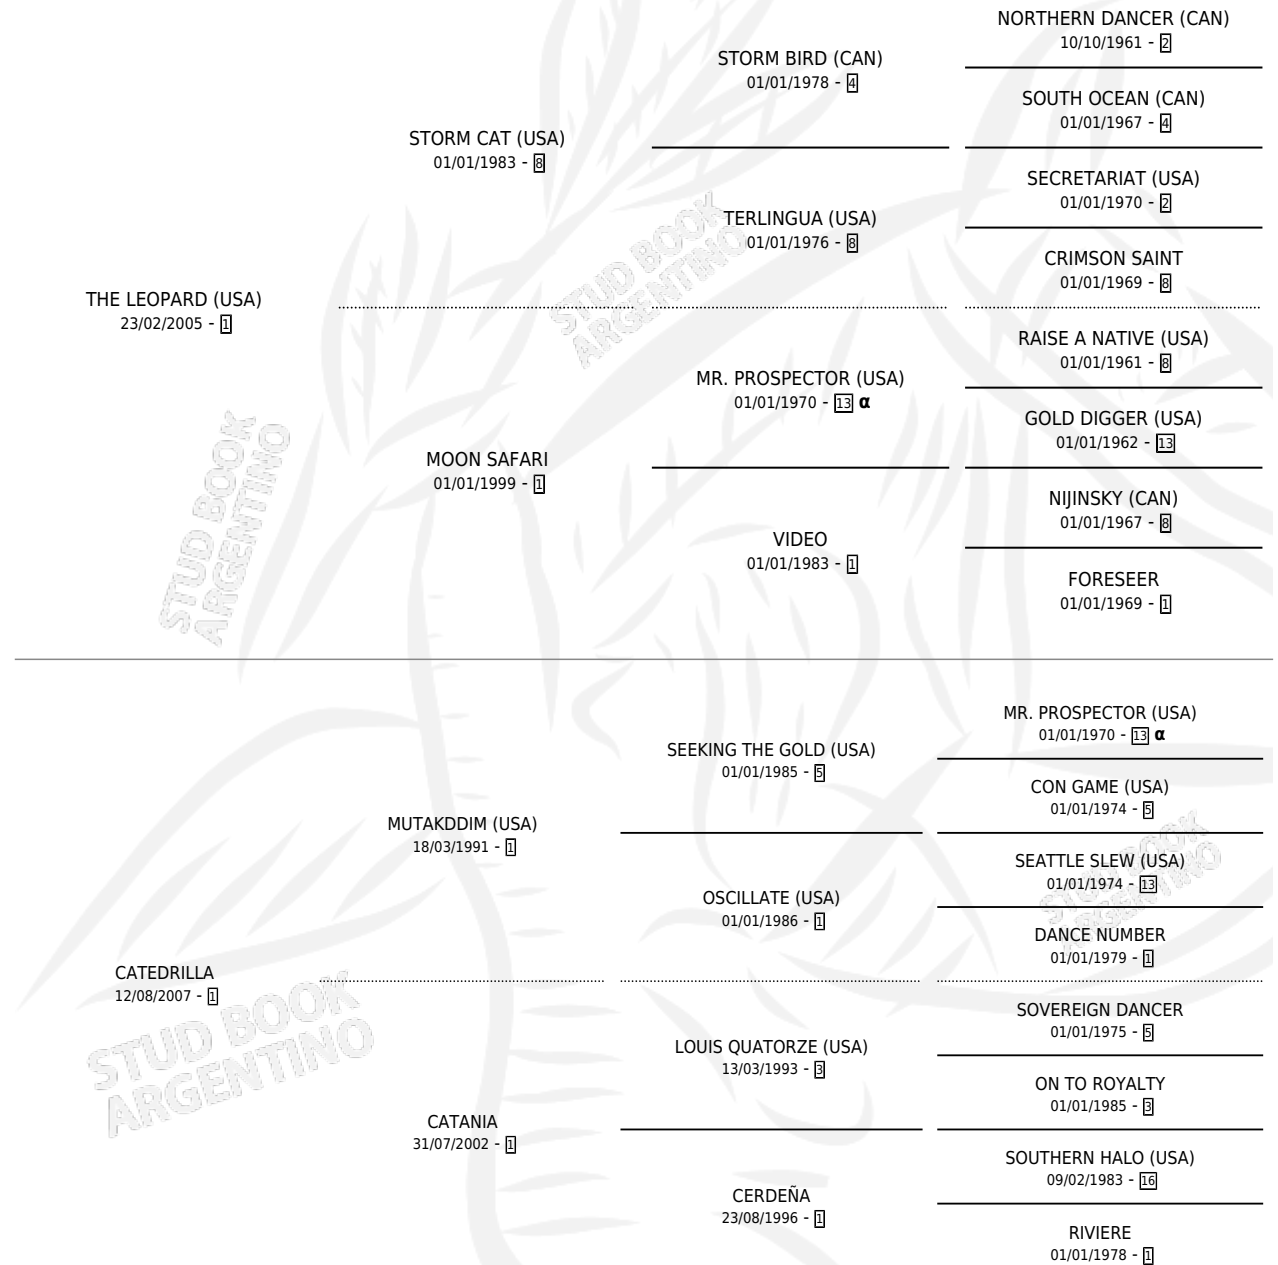 NORTHERN DANCER (CAN)
10/10/1961 - 2
STORM BIRD (CAN)
01/01/1978 - 4
SOUTH OCEAN (CAN)
01/01/1967 - 4
STORM CAT (USA)
01/01/1983 - 8
SECRETARIAT (USA)
01/01/1970 - 2
TERLINGUA (USA)
01/01/1976 - 8
CRIMSON SAINT
01/01/1969 - 8
THE LEOPARD (USA)
23/02/2005 - 1
RAISE A NATIVE (USA)
01/01/1961 - 8
MR. PROSPECTOR (USA)
01/01/1970 - 13 α
GOLD DIGGER (USA)
01/01/1962 - 13
MOON SAFARI
01/01/1999 - 1
NIJINSKY (CAN)
01/01/1967 - 8
VIDEO
01/01/1983 - 1
FORESEER
01/01/1969 - 1
MR. PROSPECTOR (USA)
01/01/1970 - 13 α
SEEKING THE GOLD (USA)
01/01/1985 - 5
CON GAME (USA)
01/01/1974 - 5
MUTAKDDIM (USA)
18/03/1991 - 1
SEATTLE SLEW (USA)
01/01/1974 - 13
OSCILLATE (USA)
01/01/1986 - 1
DANCE NUMBER
01/01/1979 - 1
CATEDRILLA
12/08/2007 - 1
SOVEREIGN DANCER
01/01/1975 - 5
LOUIS QUATORZE (USA)
13/03/1993 - 3
ON TO ROYALTY
01/01/1985 - 3
CATANIA
31/07/2002 - 1
SOUTHERN HALO (USA)
09/02/1983 - 16
CERDEÑA
23/08/1996 - 1
RIVIERE
01/01/1978 - 1
STUD BOOK
ARGENTINO
STUD BOOK
ARGENTINO
STUD BOOK
ARGENTINO
STUD BOOK
ARGENTINO